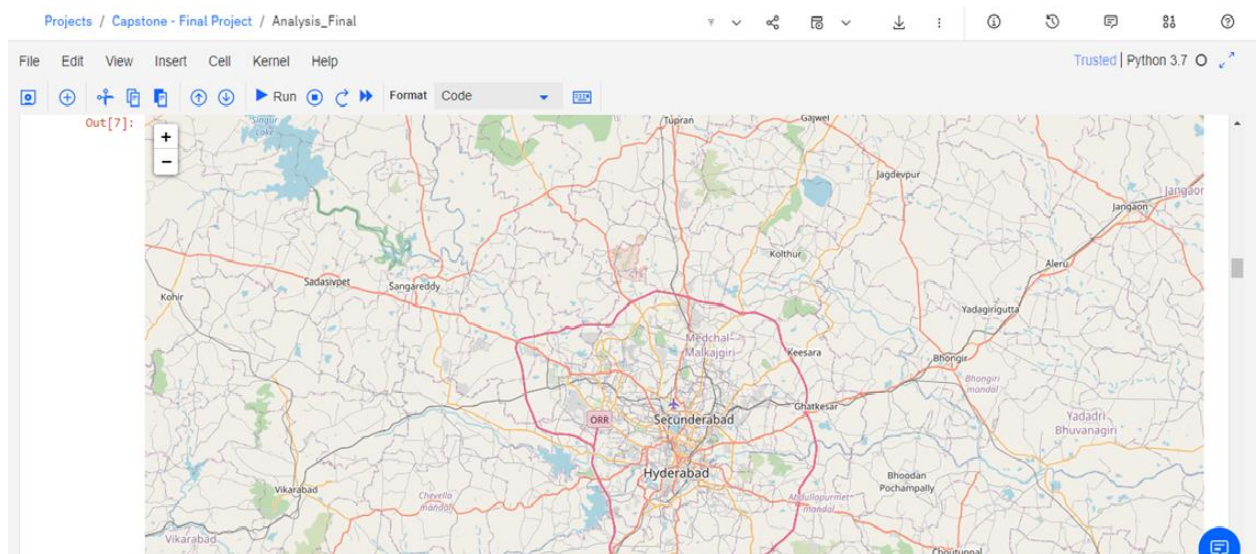 Projects / Capstone - Final Project / Analysis_Final
File Edit View Insert Cell Kernel Help
Trusted | Python 3.7
Run Format Code
Out[7]:
+
−
Singur
Lake
Tupran
Gajwel
Jagdevpur
Jangaon
Jangaon
Kolthur
Aleru
Sadasivpet
Sangareddy
Kohir
Yadagirigutta
Medchal-
Malkajgiri
Keesara
Bhongir
Bhongiri
mandal
Ghatkesar
ORR
Secunderabad
Yadadri
Bhuvanagiri
Hyderabad
Bhoodan
Pochampally
Vikarabad
Chevella
mandal
Abdullapurmet
mandal
Vikarabad
Choutuppal